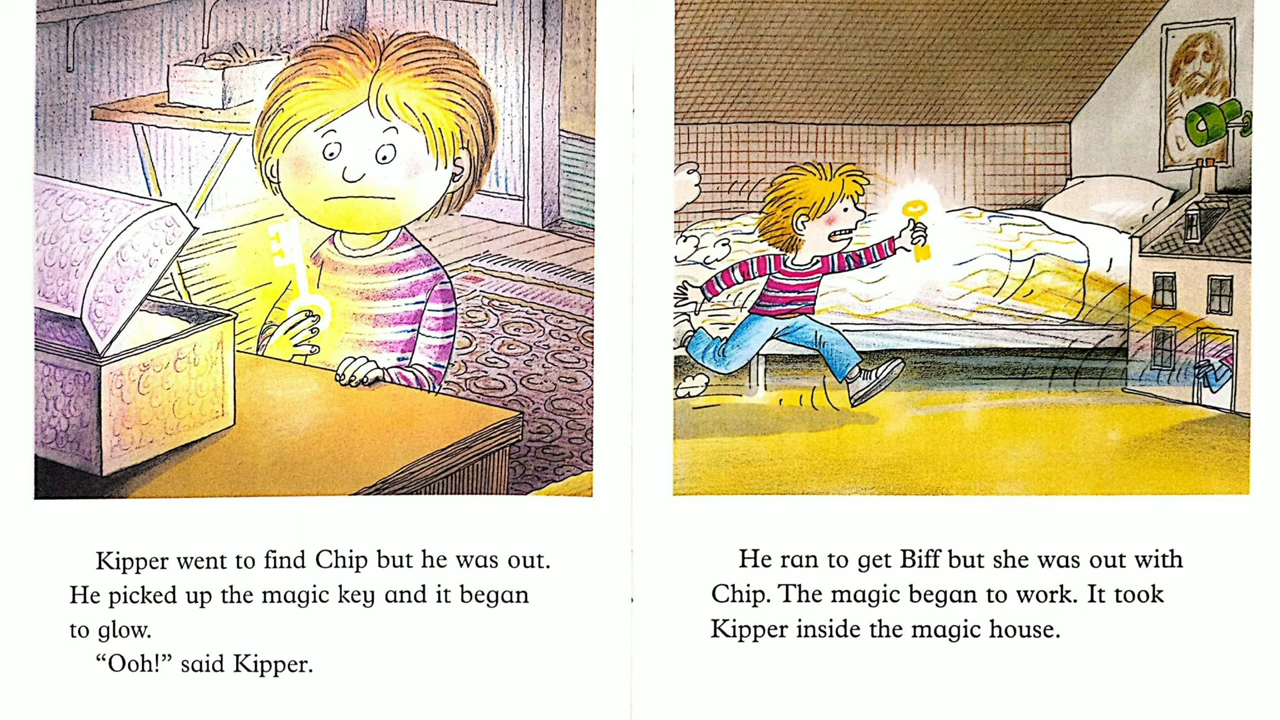 Kipper went to find Chip but he was out.
He picked up the magic key and it began
to glow.
“Ooh!” said Kipper.
He ran to get Biff but she was out with
Chip. The magic began to work. It took
Kipper inside the magic house.